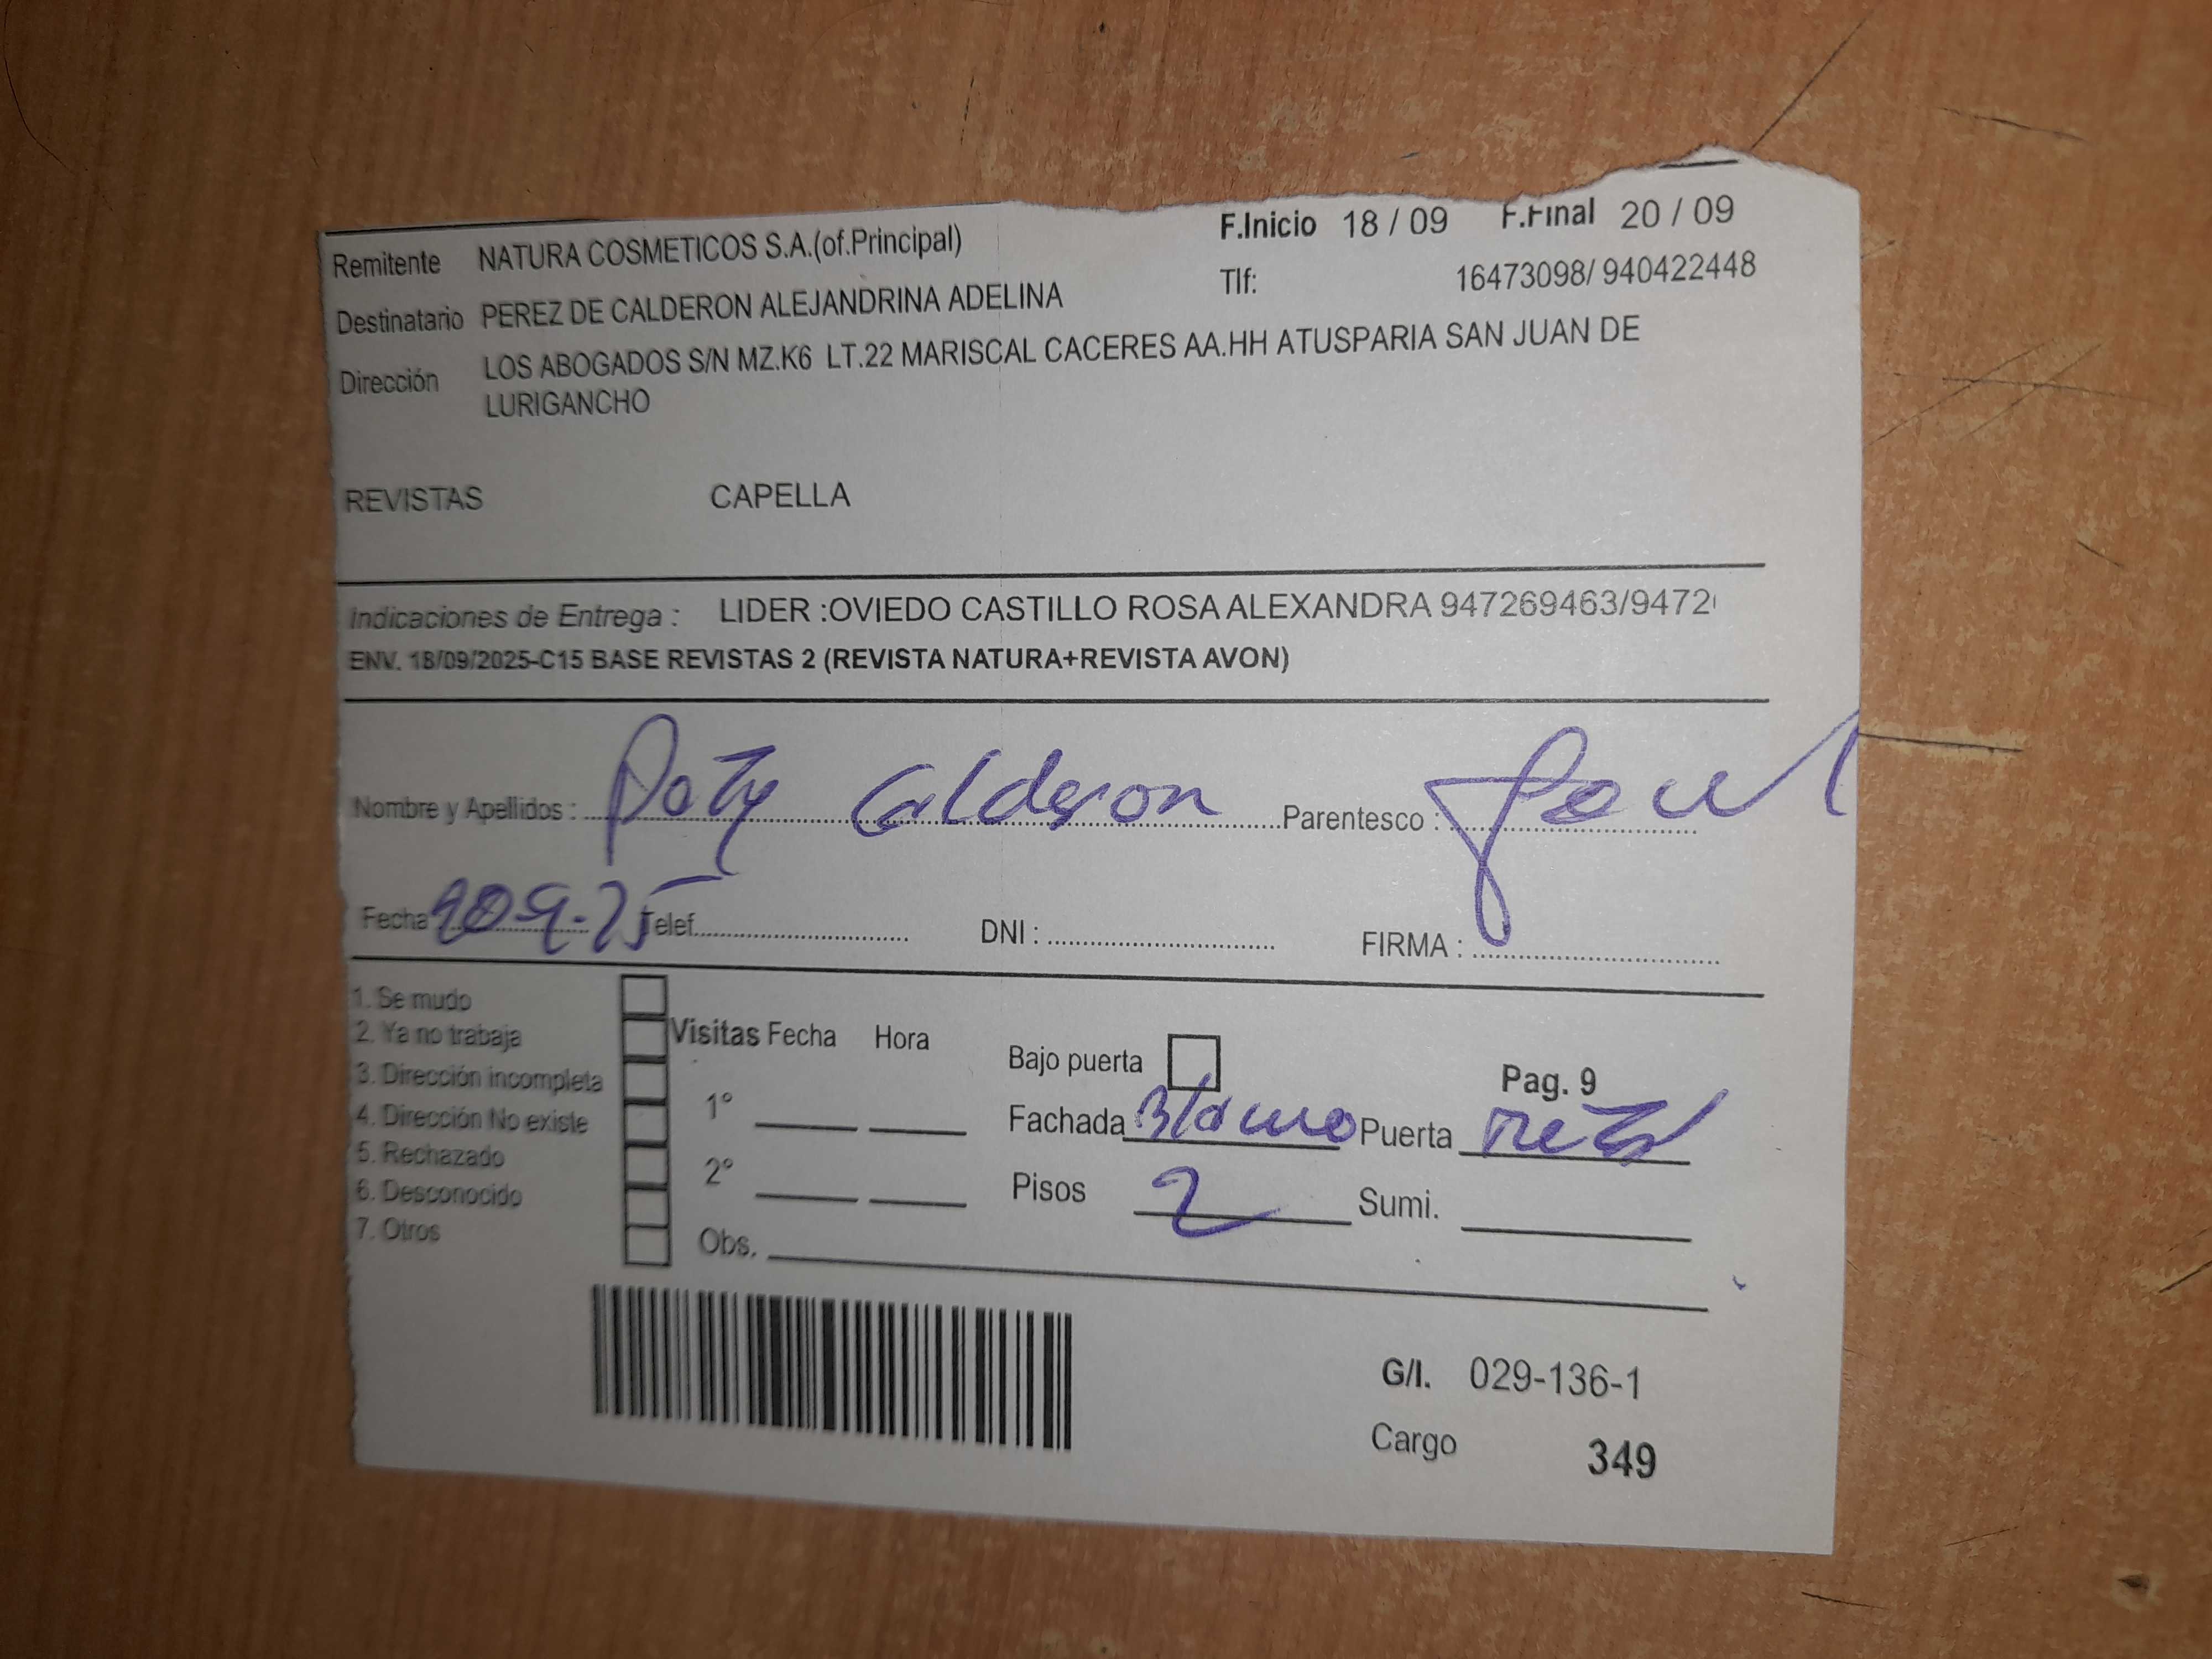 F.Inicio 18 / 09 F.Final 20 / 09
Remitente NATURA COSMETICOS S.A.(of.Principal)
Tlf: 16473098/ 940422448
Destinatario PEREZ DE CALDERON ALEJANDRINA ADELINA
Dirección LOS ABOGADOS S/N MZ.K6 LT.22 MARISCAL CACERES AA.HH ATUSPARIA SAN JUAN DE
LURIGANCHO
REVISTAS CAPELLA
Indicaciones de Entrega : LIDER :OVIEDO CASTILLO ROSA ALEXANDRA 947269463/9472
ENV. 18/09/2025-C15 BASE REVISTAS 2 (REVISTA NATURA+REVISTA AVON)
Nombre y Apellidos : Paty Calderon Parentesco :
Fecha Telef. DNI : FIRMA :
1. Se mudo
2. Ya no trabaja
3. Dirección incompleta
4. Dirección No existe
5. Rechazado
6. Desconocido
7. Otros
Visitas Fecha Hora
1°
2°
Obs.
Bajo puerta Pag. 9
Fachada Blanco Puerta Metal
Pisos 2 Sumi.
G/I. 029-136-1
Cargo 349